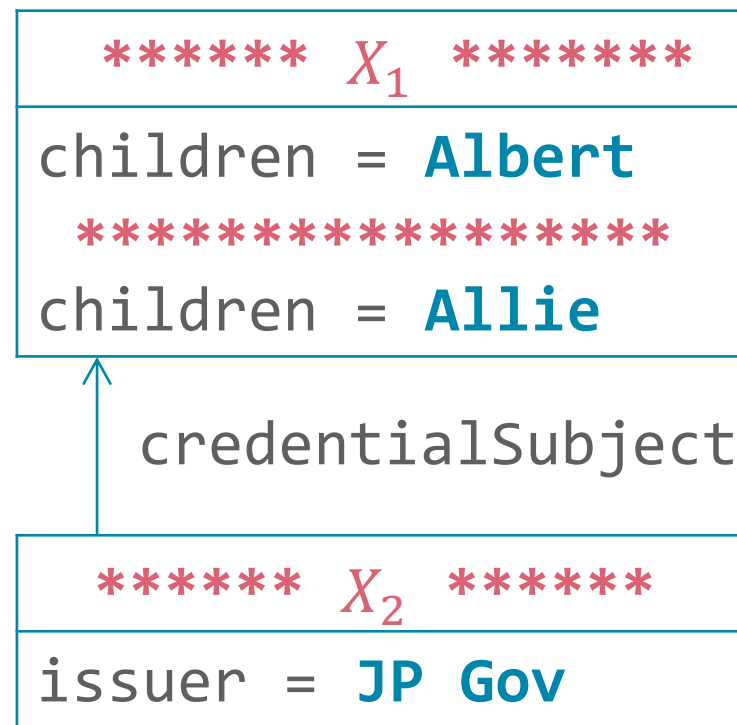 ****** X₁ *******
children = Albert
*****************
children = Allie
credentialSubject
****** X₂ ******
issuer = JP Gov